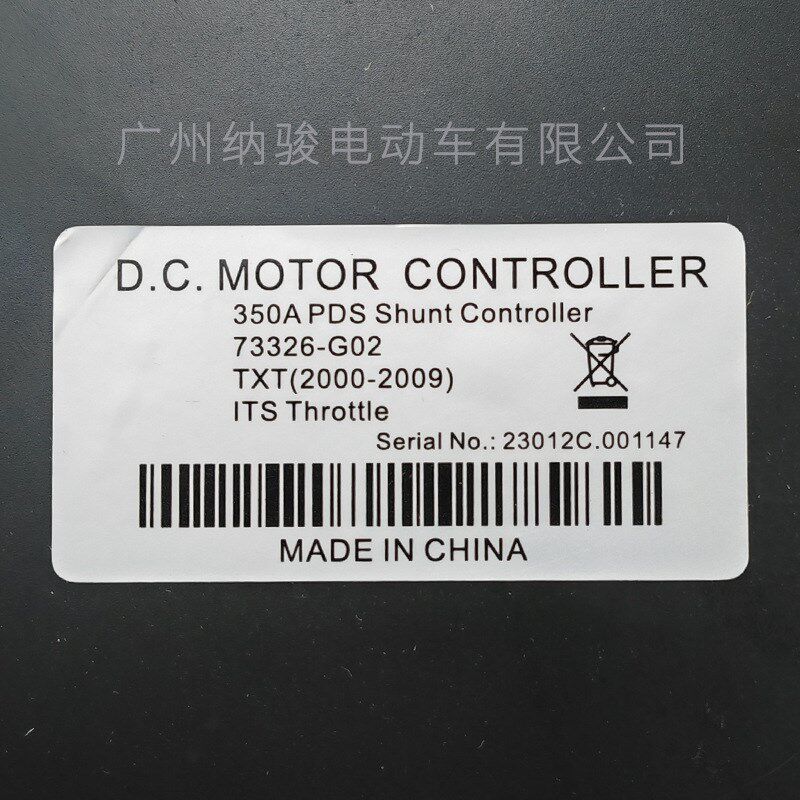 广州纳骏电动车有限公司
D.C. MOTOR CONTROLLER
350A PDS Shunt Controller
73326-G02
TXT(2000-2009)
ITS Throttle
Serial No.: 23012C.001147
MADE IN CHINA